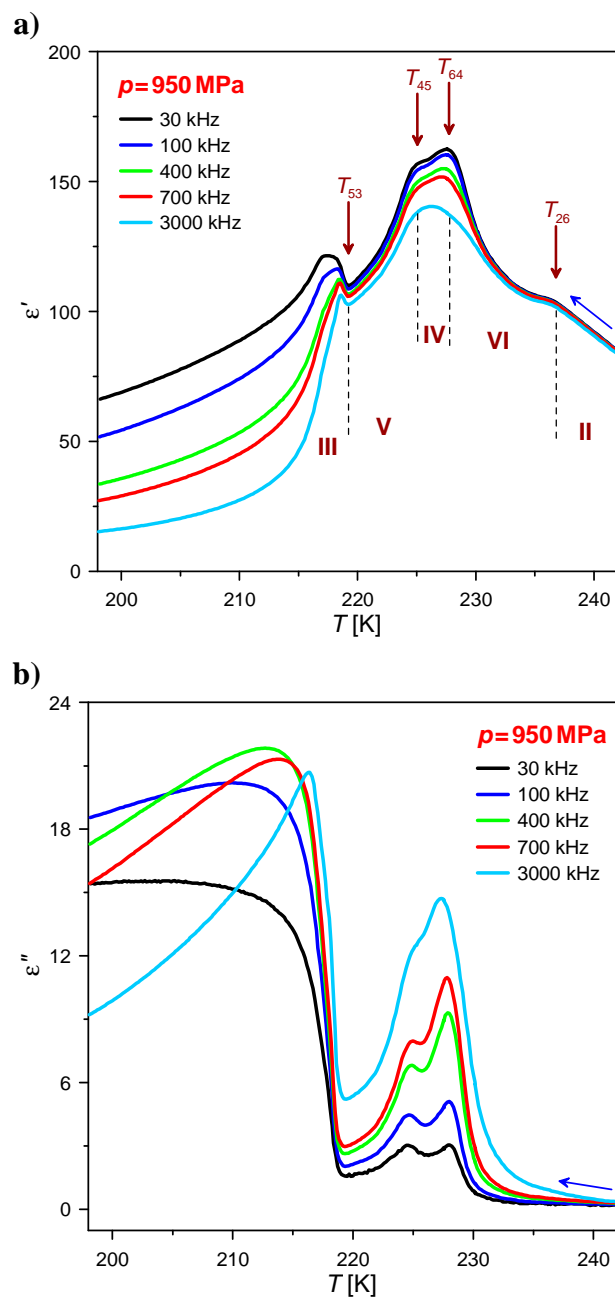 a)
200
150
100
50
0
ε′
p= 950 MPa
30 kHz
100 kHz
400 kHz
700 kHz
3000 kHz
T45
T64
T53
T26
IV
VI
III
V
II
200
210
220
230
240
T [K]
b)
24
18
12
6
0
ε″
p= 950 MPa
30 kHz
100 kHz
400 kHz
700 kHz
3000 kHz
200
210
220
230
240
T [K]